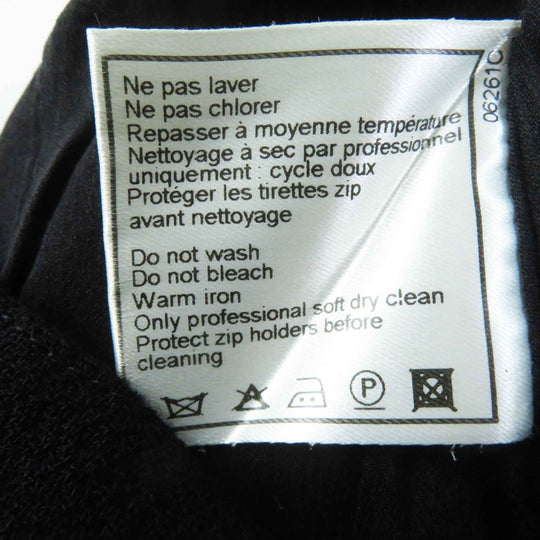 Ne pas laver
Ne pas chlorer
Repasser à moyenne température
Nettoyage à sec par professionnel
uniquement : cycle doux
Protéger les tirettes zip
avant nettoyage
Do not wash
Do not bleach
Warm iron
Only professional soft dry clean
Protect zip holders before
cleaning
P
06261C